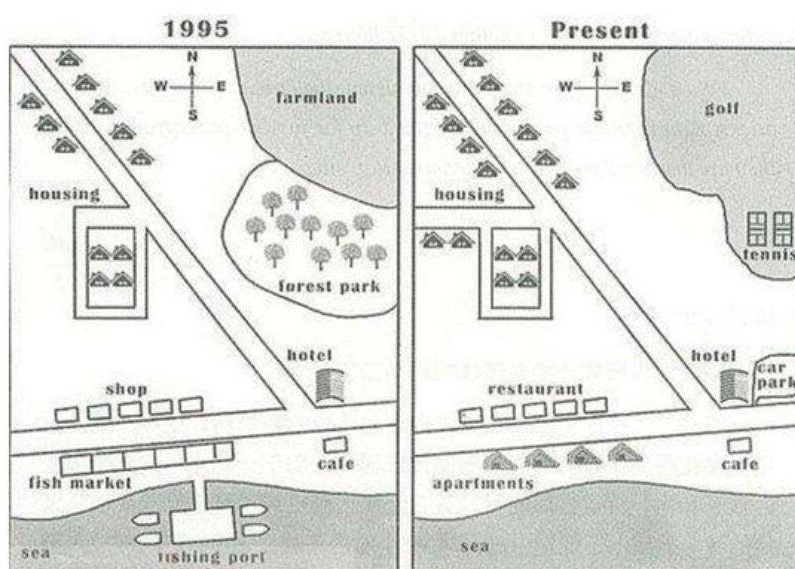 1995
N
W E
S
farmland
housing
forest park
hotel
shop
cafe
fish market
fishing port
sea
Present
N
W E
S
golf
housing
tennis
hotel
car
park
restaurant
cafe
apartments
sea